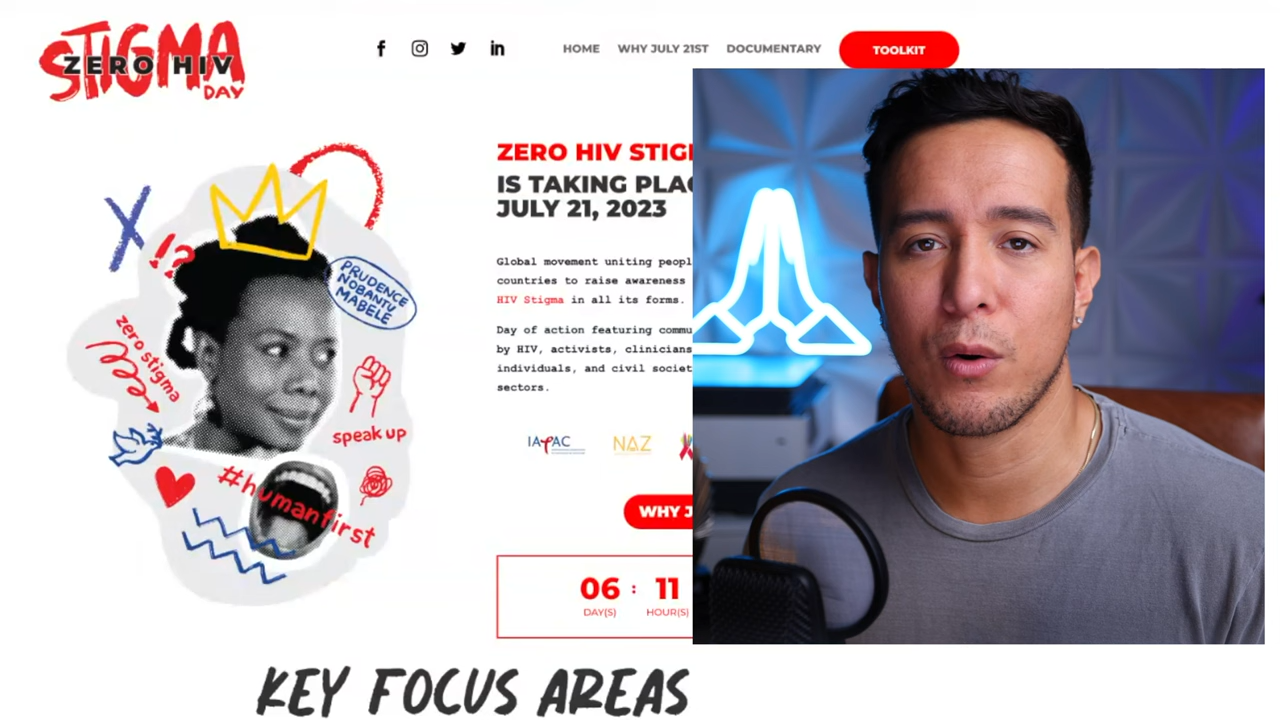 STIGMA
ZERO HIV
DAY
HOME WHY JULY 21ST DOCUMENTARY TOOLKIT
ZERO HIV STIG
IS TAKING PLA
JULY 21, 2023
Global movement uniting peopl
countries to raise awareness
HIV Stigma in all its forms.
Day of action featuring commu
by HIV, activists, clinicians
individuals, and civil societ
sectors.
IAPAC NAZ
WHY J
06 : 11
DAY(S) HOUR(S)
!?
PRUDENCE
NOBANTU
MABELE
zero stigma
speak up
#humanfirst
KEY FOCUS AREAS